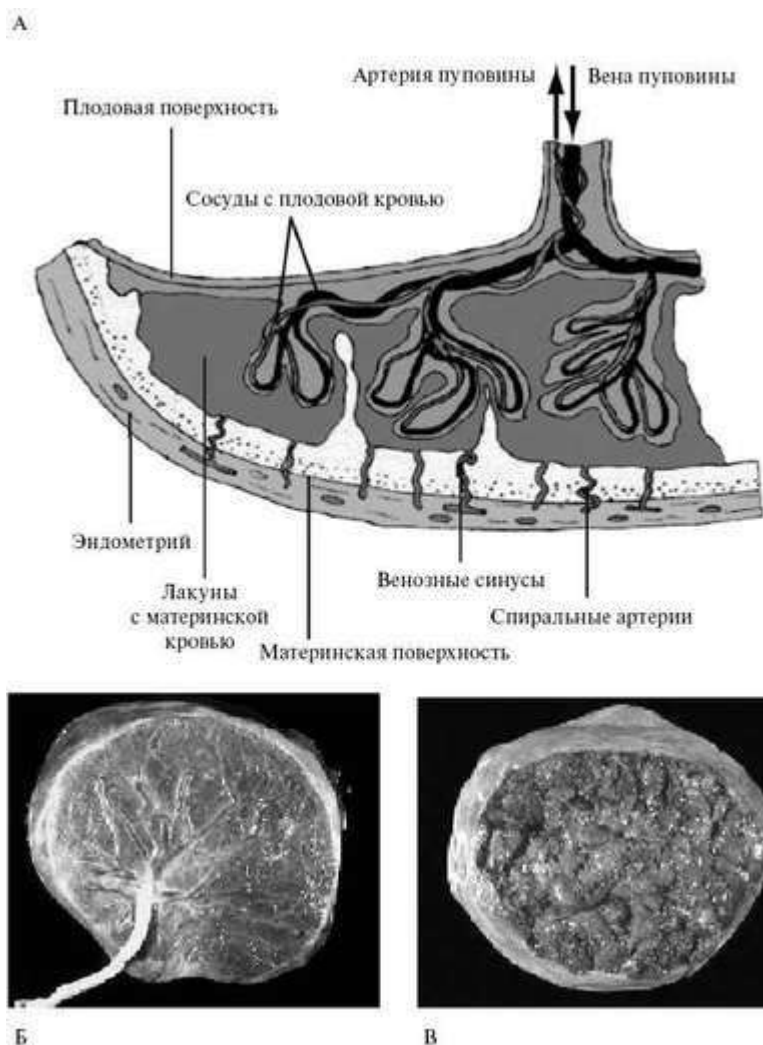 А
Артерия пуповины
Вена пуповины
Плодовая поверхность
Сосуды с плодовой кровью
Эндометрий
Венозные синусы
Лакуны
с материнской
кровью
Спиральные артерии
Материнская поверхность
Б
В